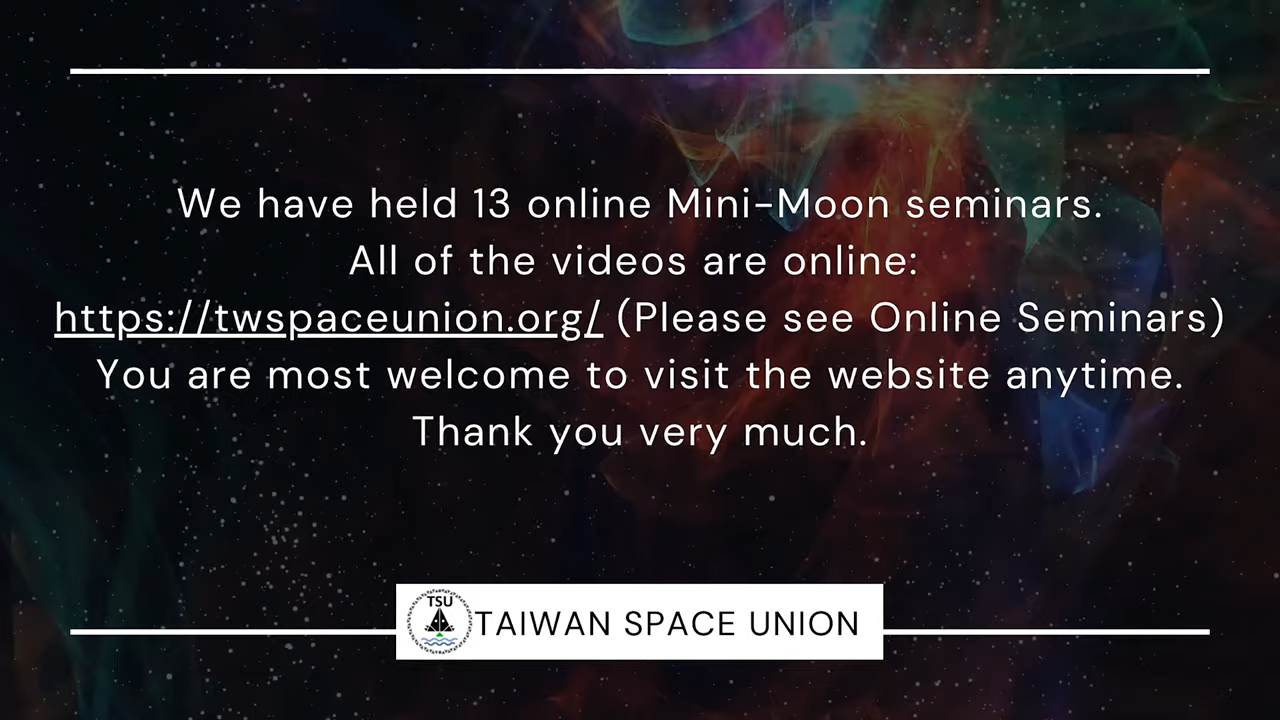 We have held 13 online Mini-Moon seminars.
All of the videos are online:
https://twspaceunion.org/ (Please see Online Seminars)
You are most welcome to visit the website anytime.
Thank you very much.
TSU
TAIWAN SPACE UNION